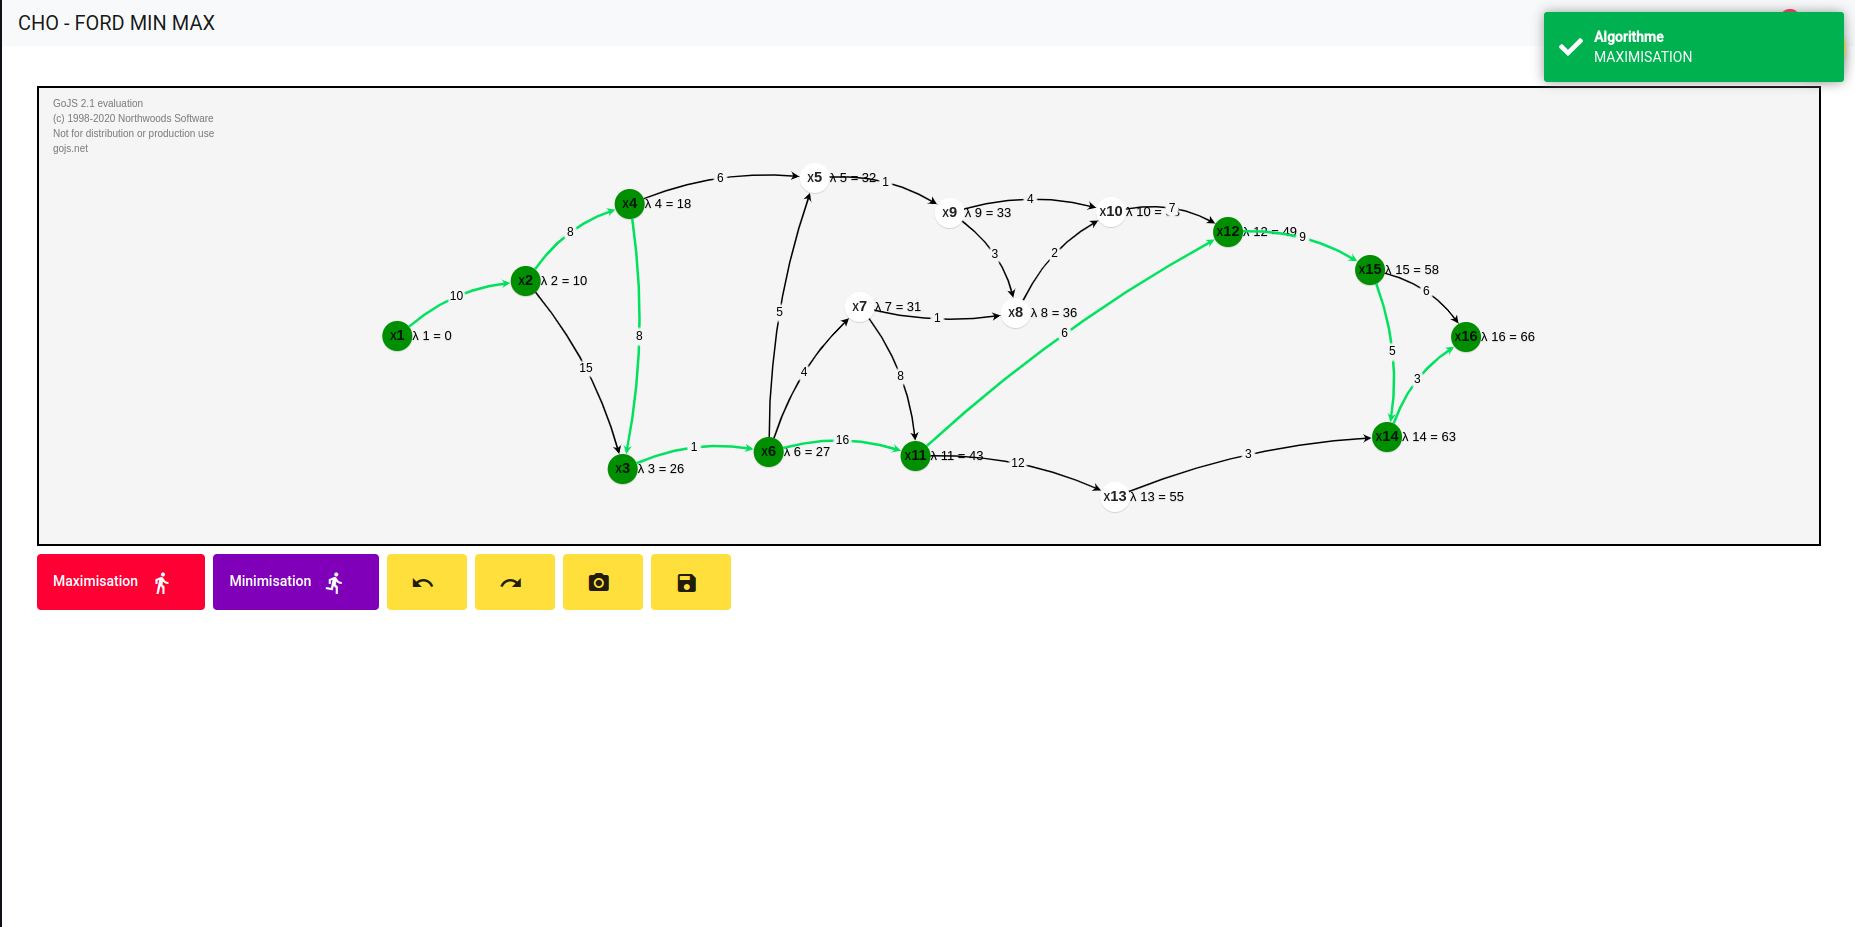 CHO - FORD MIN MAX
Algorithme
MAXIMISATION
GoJS 2.1 evaluation
(c) 1998-2020 Northwoods Software
Not for distribution or production use
gojs.net
6
x5
λ 5 = 32
1
x4
λ 4 = 18
4
x9
λ 9 = 33
x10
λ 10 =
7
8
x12
λ 12 = 49
9
3
2
x15
λ 15 = 58
x2
λ 2 = 10
6
10
x7
λ 7 = 31
5
1
x8
λ 8 = 36
6
x1
λ 1 = 0
8
x16
λ 16 = 66
5
15
4
8
3
1
16
x14
λ 14 = 63
x6
λ 6 = 27
x11
λ 11 = 43
12
3
x3
λ 3 = 26
x13
λ 13 = 55
Maximisation
Minimisation